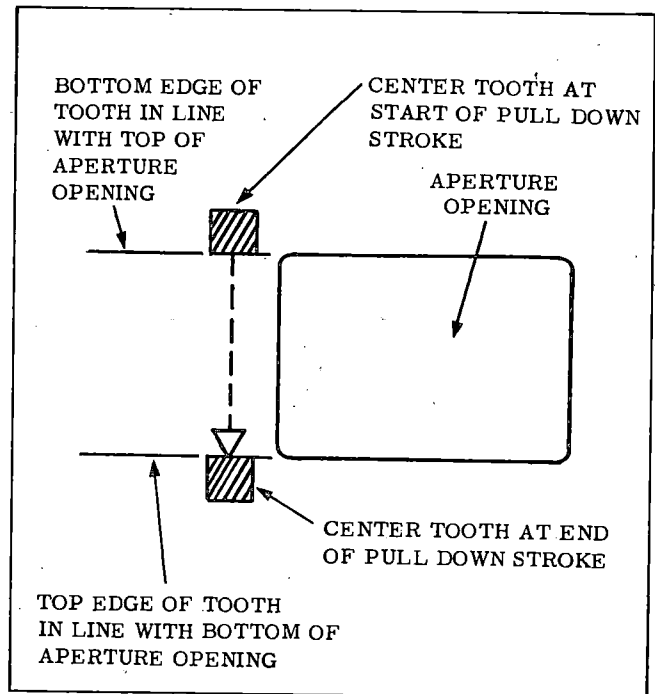 BOTTOM EDGE OF
TOOTH IN LINE
WITH TOP OF
APERTURE
OPENING
CENTER TOOTH AT
START OF PULL DOWN
STROKE
APERTURE
OPENING
CENTER TOOTH AT END
OF PULL DOWN STROKE
TOP EDGE OF TOOTH
IN LINE WITH BOTTOM OF
APERTURE OPENING